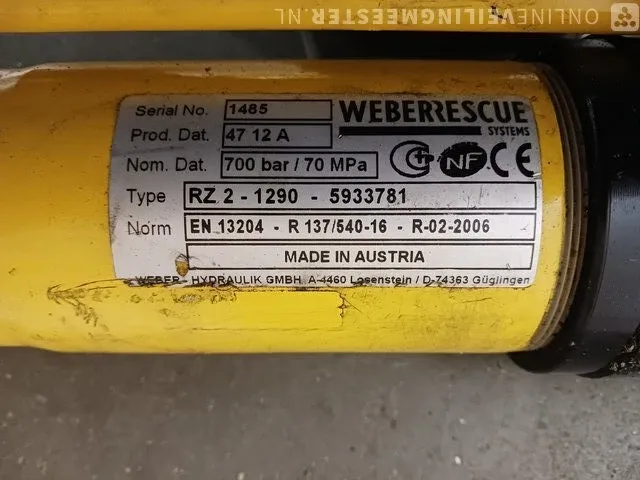 ONLINEVEILINGMEESTER.NL
Serial No. 1485 WEBERRESCUE
SYSTEMS
Prod. Dat. 47 12 A
Nom. Dat. 700 bar / 70 MPa NF CE
Type RZ 2 - 1290 - 5933781
Norm EN 13204 - R 137/540-16 - R-02-2006
MADE IN AUSTRIA
WEBER - HYDRAULIK GMBH, A-4460 Losenstein / D-74363 Güglingen